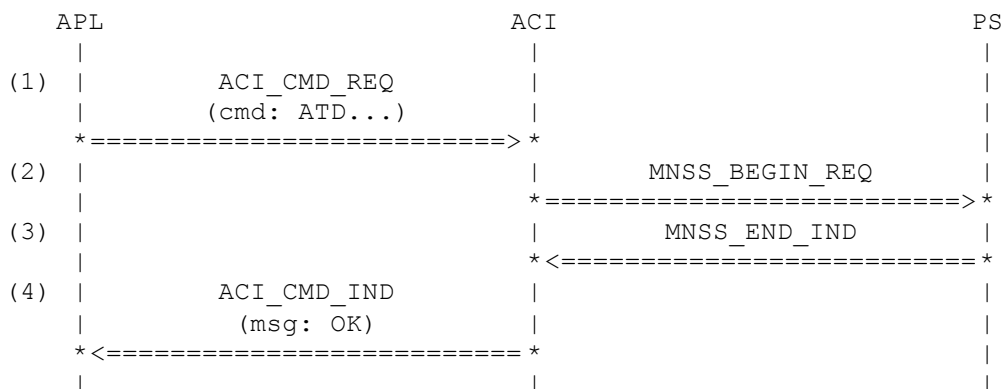 APL ACI PS
(1) ACI_CMD_REQ
(cmd: ATD...)
(2) MNSS_BEGIN_REQ
(3) MNSS_END_IND
(4) ACI_CMD_IND
(msg: OK)